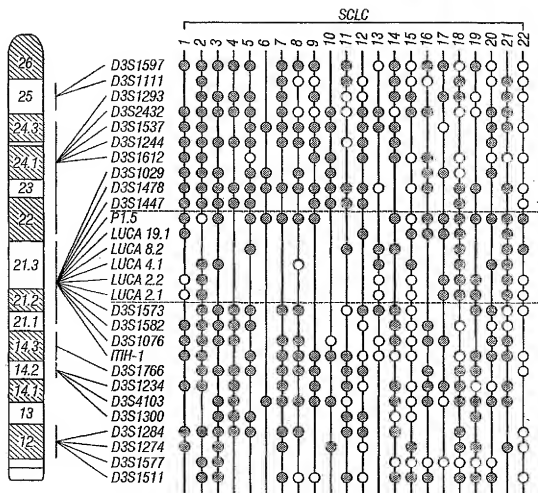 SCLC
1 2 3 4 5 6 7 8 9 10 11 12 13 14 15 16 17 18 19 20 21 22
26
25
24.3
24.1
23
22
21.3
21.2
21.1
14.3
14.2
14.1
13
12
D3S1597
D3S1111
D3S1293
D3S2432
D3S1537
D3S1244
D3S1612
D3S1029
D3S1478
D3S1447
P1.5
LUCA 19.1
LUCA 8.2
LUCA 4.1
LUCA 2.2
LUCA 2.1
D3S1573
D3S1582
D3S1076
ITIH-1
D3S1766
D3S1234
D3S4103
D3S1300
D3S1284
D3S1274
D3S1577
D3S1511